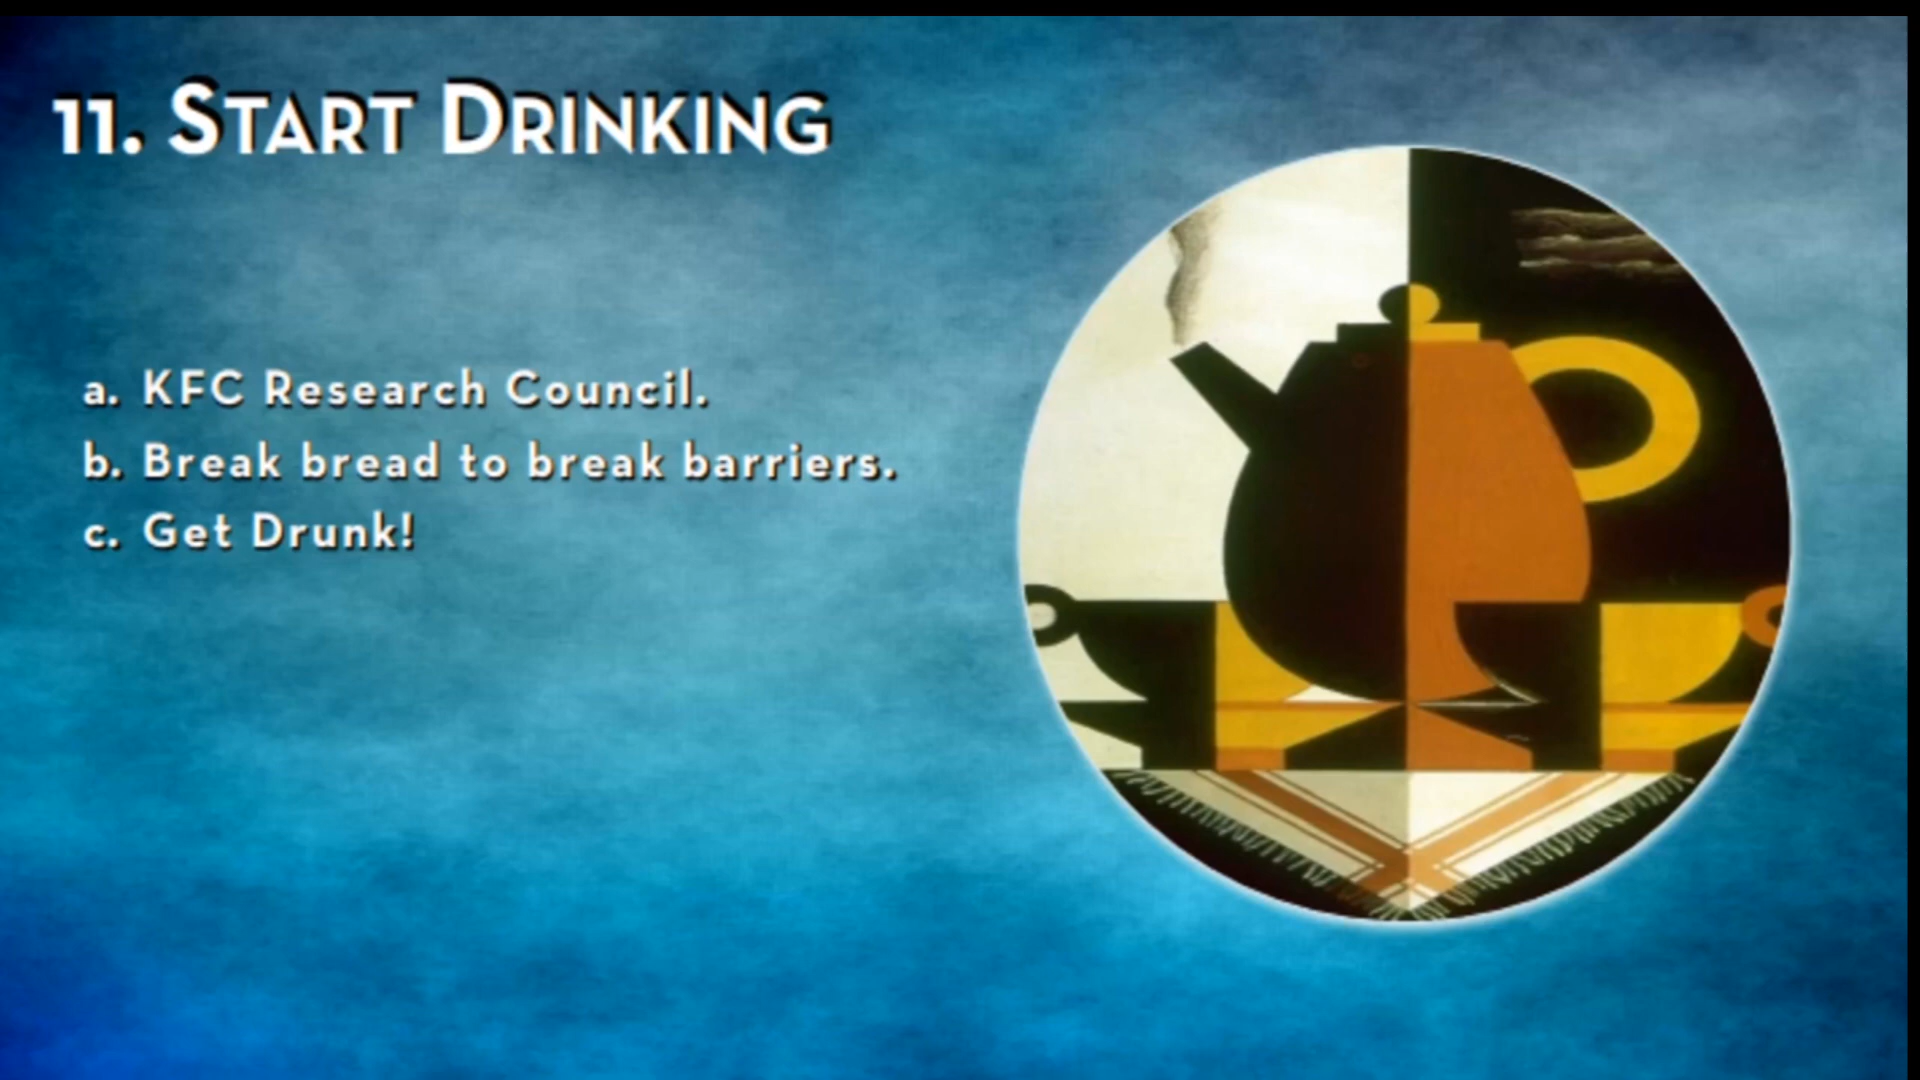 11. Start Drinking
a. KFC Research Council.
b. Break bread to break barriers.
c. Get Drunk!